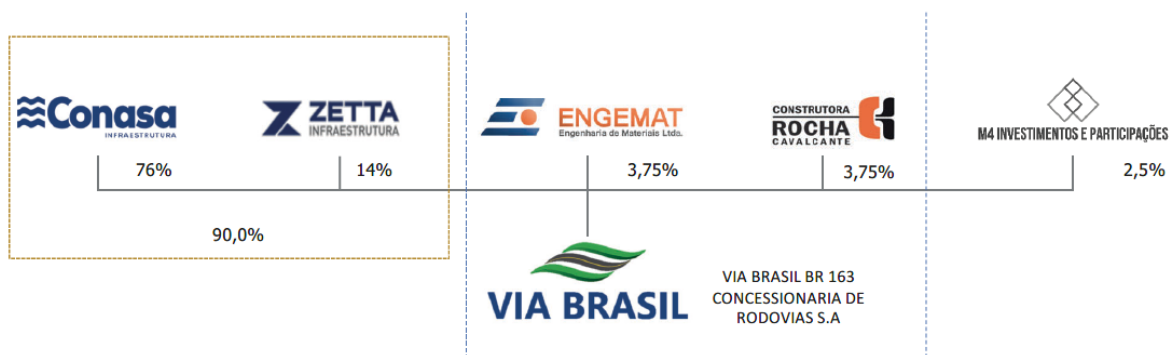 Conasa
INFRAESTRUTURA
76%
ZETTA
INFRAESTRUTURA
14%
90,0%
ENGEMAT
Engenharia de Materiais Ltda.
3,75%
CONSTRUTORA
ROCHA
CAVALCANTE
3,75%
M4 INVESTIMENTOS E PARTICIPAÇÕES
2,5%
VIA BRASIL
VIA BRASIL BR 163
CONCESSIONARIA DE
RODOVIAS S.A